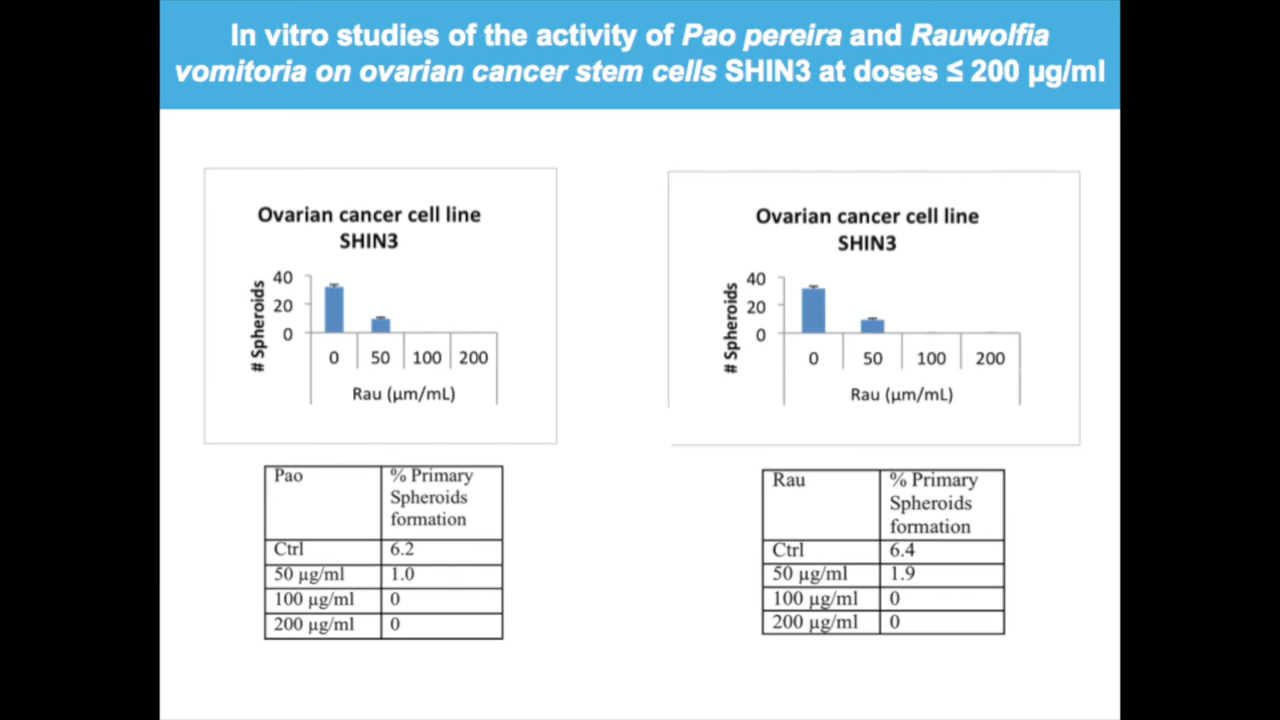 In vitro studies of the activity of Pao pereira and Rauwolfia
vomitoria on ovarian cancer stem cells SHIN3 at doses ≤ 200 µg/ml
Ovarian cancer cell line
SHIN3
# Spheroids
40
20
0
0 50 100 200
Rau (µm/mL)
Ovarian cancer cell line
SHIN3
# Spheroids
40
20
0
0 50 100 200
Rau (µm/mL)
Pao % Primary
Spheroids
formation
Ctrl 6.2
50 µg/ml 1.0
100 µg/ml 0
200 µg/ml 0
Rau % Primary
Spheroids
formation
Ctrl 6.4
50 µg/ml 1.9
100 µg/ml 0
200 µg/ml 0